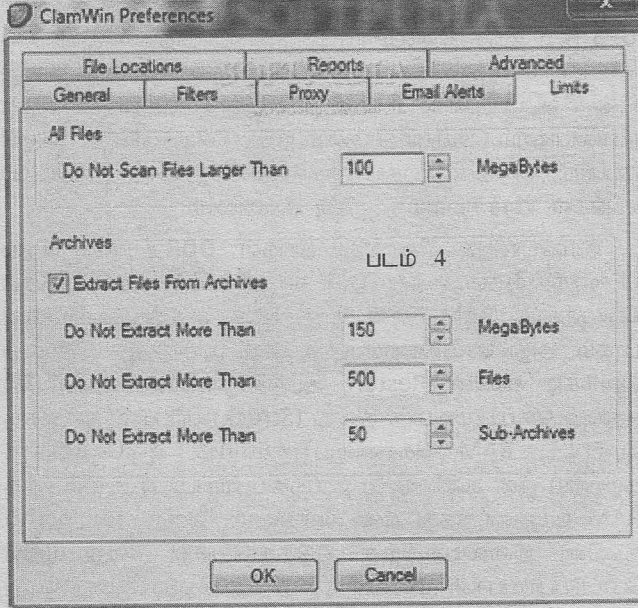 ClamWin Preferences
X
File Locations Reports Advanced
General Filters Proxy Email Alerts Limits
All Files
Do Not Scan Files Larger Than 100 MegaBytes
Archives
படம் 4
Extract Files From Archives
Do Not Extract More Than 150 MegaBytes
Do Not Extract More Than 500 Files
Do Not Extract More Than 50 Sub-Archives
OK Cancel